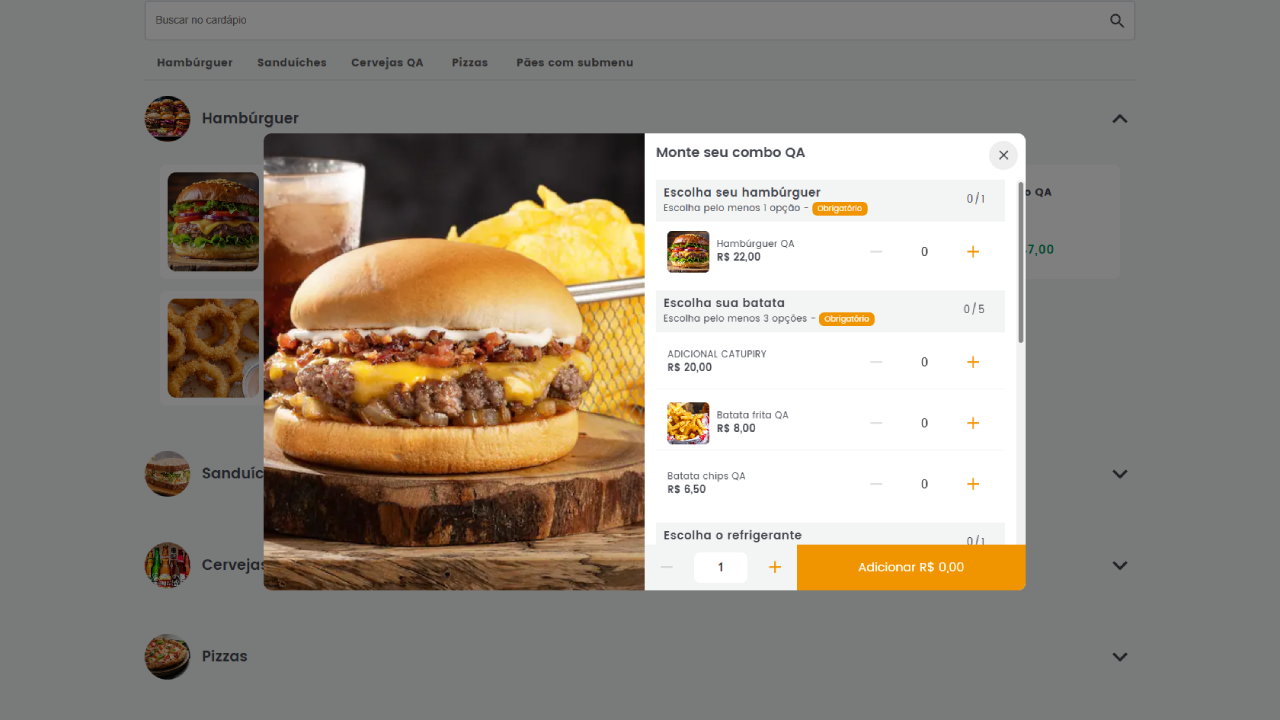 Buscar no cardápio
Hambúrguer Sanduíches Cervejas QA Pizzas Pães com submenu
Hambúrguer
Monte seu combo QA
Escolha seu hambúrguer
0/1
Escolha pelo menos 1 opção - Obrigatório
Hambúrguer QA
R$ 22,00
0
Escolha sua batata
0/5
Escolha pelo menos 3 opções - Obrigatório
ADICIONAL CATUPIRY
R$ 20,00
0
Batata frita QA
R$ 8,00
0
Batata chips QA
R$ 6,50
0
Escolha o refrigerante
0/1
1
Adicionar R$ 0,00
QA
7,00
Cervejas
Pizzas